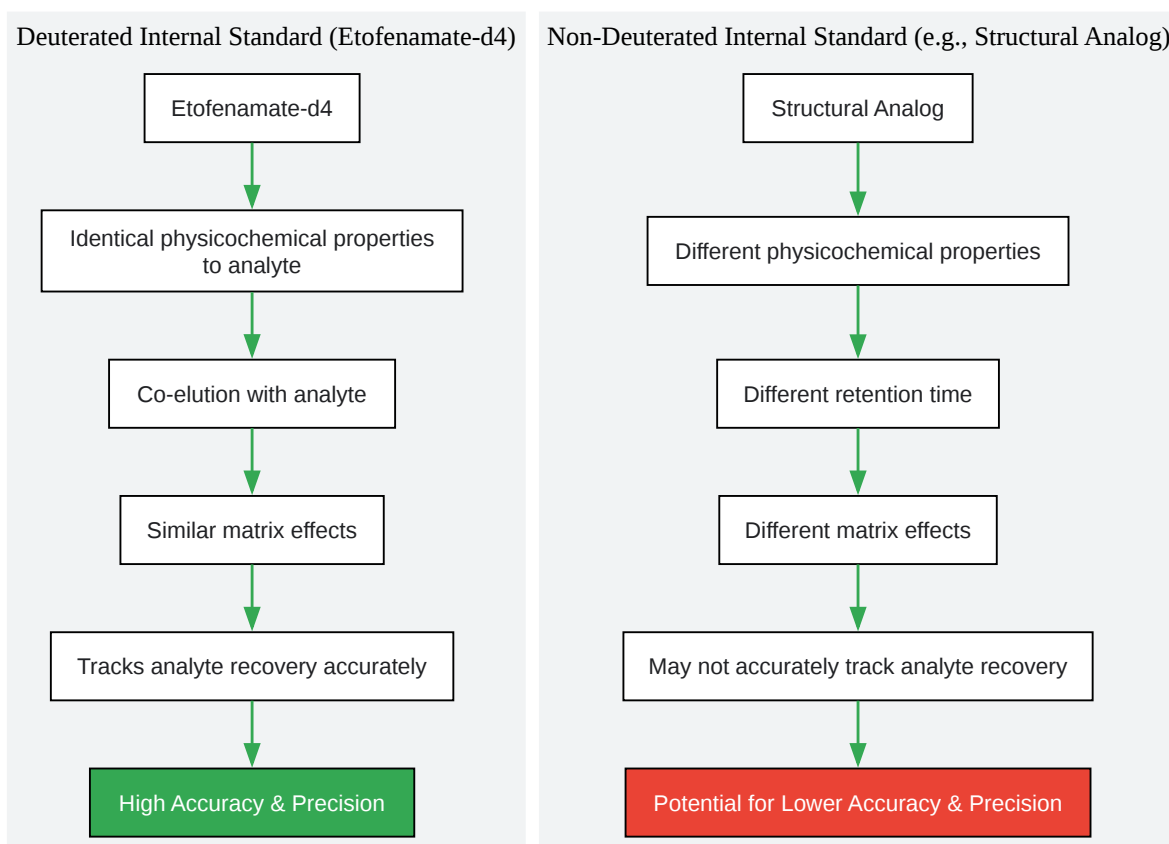 Deuterated Internal Standard (Etofenamate-d4)
Etofenamate-d4
Identical physicochemical properties
to analyte
Co-elution with analyte
Similar matrix effects
Tracks analyte recovery accurately
High Accuracy & Precision
Non-Deuterated Internal Standard (e.g., Structural Analog)
Structural Analog
Different physicochemical properties
Different retention time
Different matrix effects
May not accurately track analyte recovery
Potential for Lower Accuracy & Precision